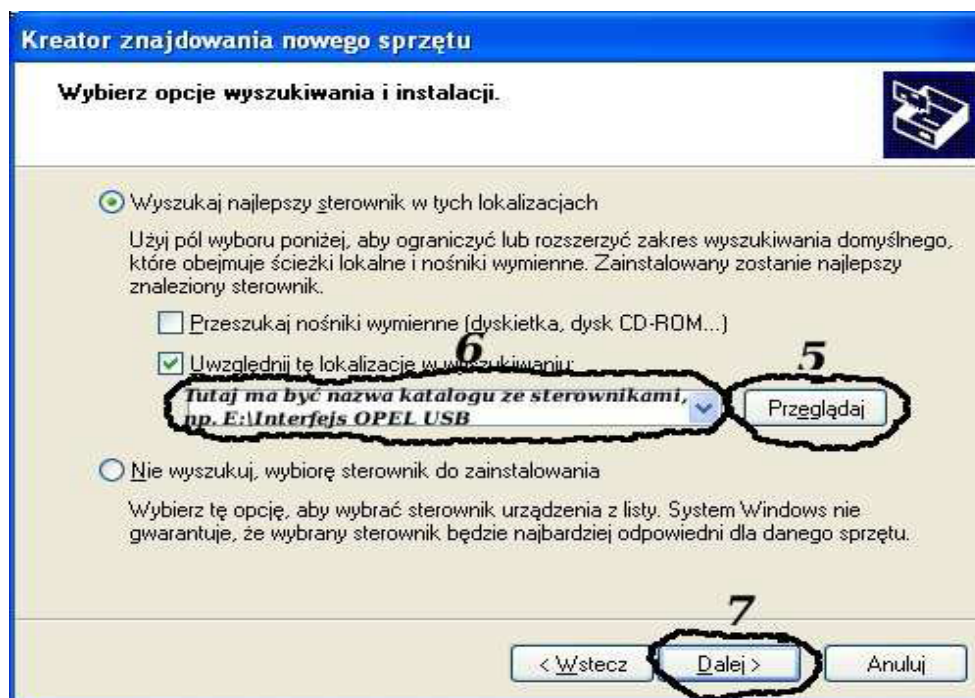 Kreator znajdowania nowego sprzętu
Wybierz opcje wyszukiwania i instalacji.
Wyszukaj najlepszy sterownik w tych lokalizacjach
Użyj pól wyboru poniżej, aby ograniczyć lub rozszerzyć zakres wyszukiwania domyślnego,
które obejmuje ścieżki lokalne i nośniki wymienne. Zainstalowany zostanie najlepszy
znaleziony sterownik.
Przeszukaj nośniki wymienne (dyskietka, dysk CD-ROM...)
6
5
Uwzględnij tę lokalizację w wyszukiwaniu:
Tutaj ma być nazwa katalogu ze sterownikami,
np. E:\Interfejs OPEL USB
Przeglądaj
Nie wyszukuj, wybiorę sterownik do zainstalowania
Wybierz tę opcję, aby wybrać sterownik urządzenia z listy. System Windows nie
gwarantuje, że wybrany sterownik będzie najbardziej odpowiedni dla danego sprzętu.
7
< Wstecz
Dalej >
Anuluj